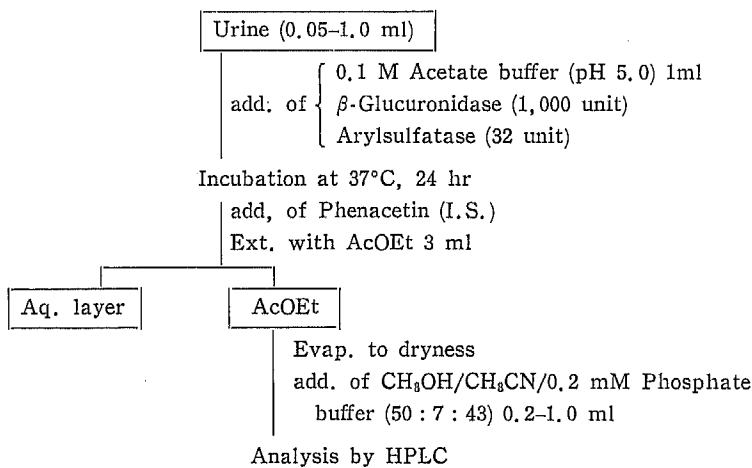 Urine (0.05–1.0 ml)
0.1 M Acetate buffer (pH 5.0) 1ml
add. of β-Glucuronidase (1,000 unit)
Arylsulfatase (32 unit)
Incubation at 37°C, 24 hr
add, of Phenacetin (I.S.)
Ext. with AcOEt 3 ml
Aq. layer AcOEt
Evap. to dryness
add. of CH₃OH/CH₃CN/0.2 mM Phosphate
buffer (50 : 7 : 43) 0.2–1.0 ml
Analysis by HPLC